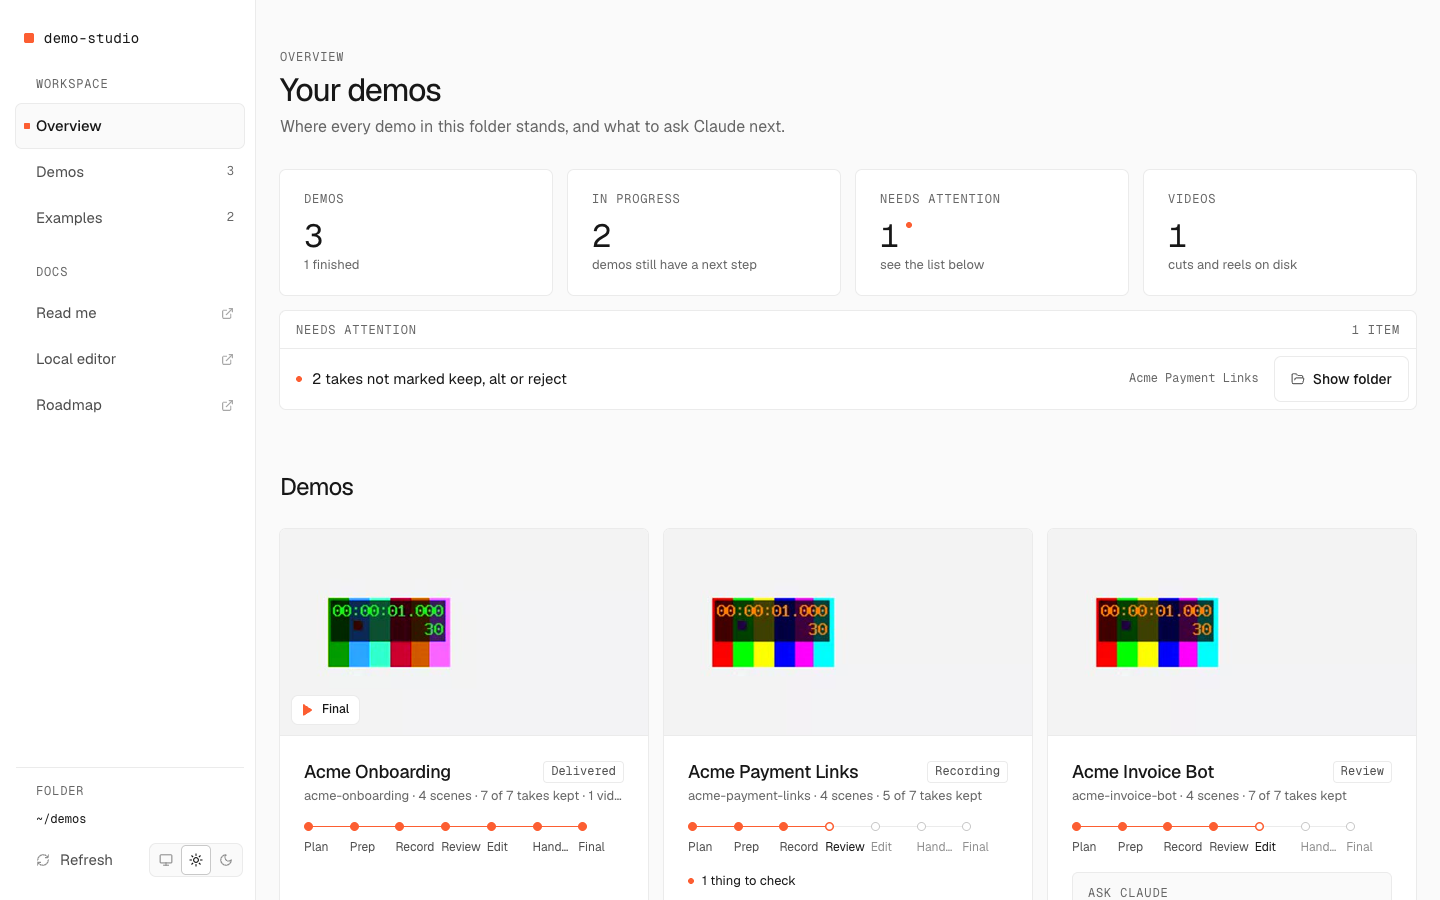 demo-studio
WORKSPACE
Overview
Demos 3
Examples 2
DOCS
Read me
Local editor
Roadmap
FOLDER
~/demos
Refresh
OVERVIEW
Your demos
Where every demo in this folder stands, and what to ask Claude next.
DEMOS
3
1 finished
IN PROGRESS
2
demos still have a next step
NEEDS ATTENTION
1
see the list below
VIDEOS
1
cuts and reels on disk
NEEDS ATTENTION 1 ITEM
2 takes not marked keep, alt or reject Acme Payment Links Show folder
Demos
00:00:01.000
30
Final
Acme Onboarding Delivered
acme-onboarding · 4 scenes · 7 of 7 takes kept · 1 vid…
Plan Prep Record Review Edit Hand… Final
00:00:01.000
30
Acme Payment Links Recording
acme-payment-links · 4 scenes · 5 of 7 takes kept
Plan Prep Record Review Edit Hand… Final
1 thing to check
00:00:01.000
30
Acme Invoice Bot Review
acme-invoice-bot · 4 scenes · 7 of 7 takes kept
Plan Prep Record Review Edit Hand… Final
ASK CLAUDE